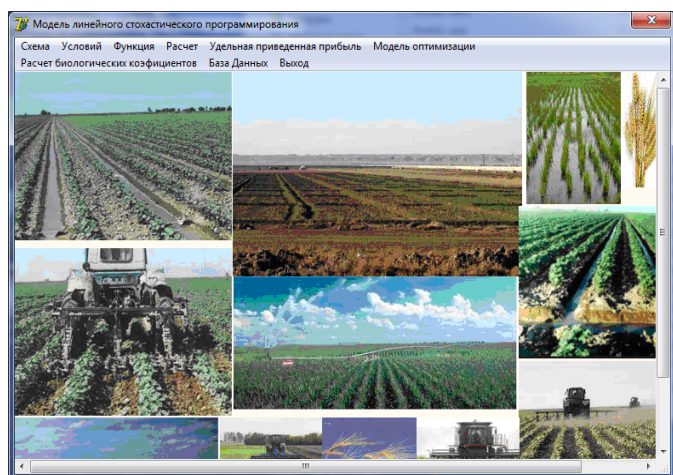 Модель линейного стохастического программирования
Схема Условий Функция Расчет Удельная приведенная прибыль Модель оптимизации
Расчет биологических коэфициентов База Данных Выход